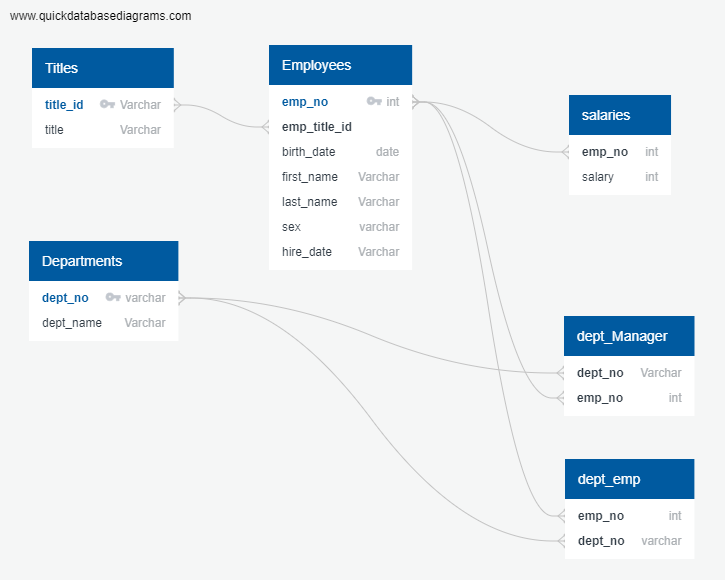 www.quickdatabasediagrams.com
Titles
title_id Varchar
title Varchar
Employees
emp_no int
emp_title_id
birth_date date
first_name Varchar
last_name Varchar
sex varchar
hire_date Varchar
salaries
emp_no int
salary int
Departments
dept_no varchar
dept_name Varchar
dept_Manager
dept_no Varchar
emp_no int
dept_emp
emp_no int
dept_no varchar